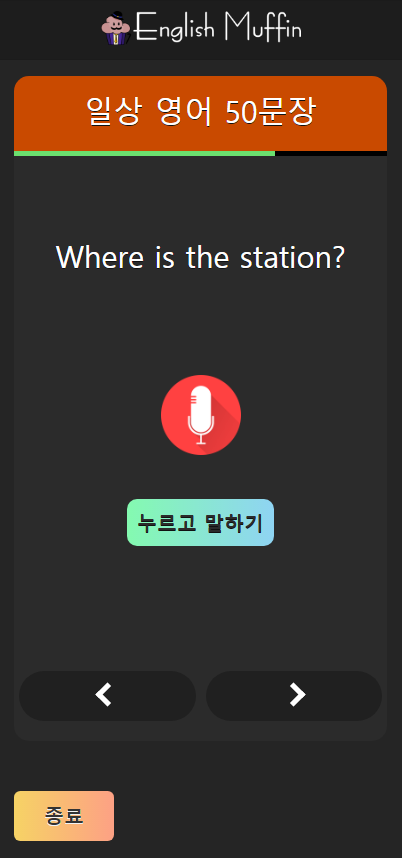 English Muffin
일상 영어 50문장
Where is the station?
누르고 말하기
종료